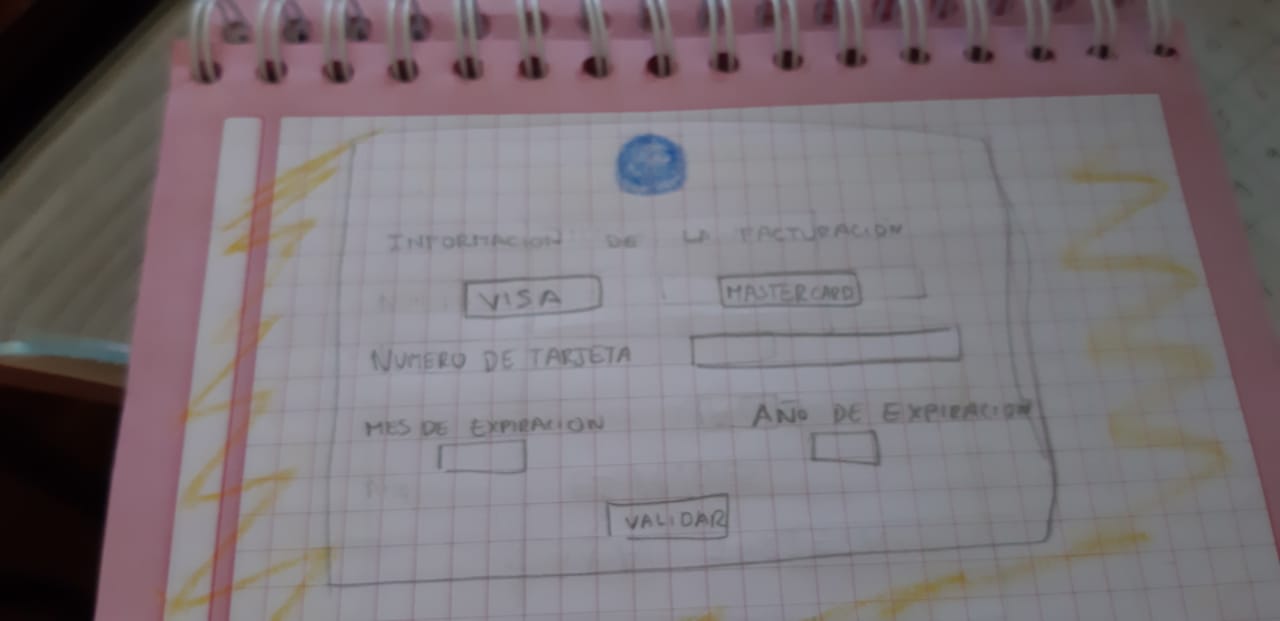 INFORMACION DE LA FACTURACION
VISA MASTERCARD
NUMERO DE TARJETA
MES DE EXPIRACION AÑO DE EXPIRACION
VALIDAR